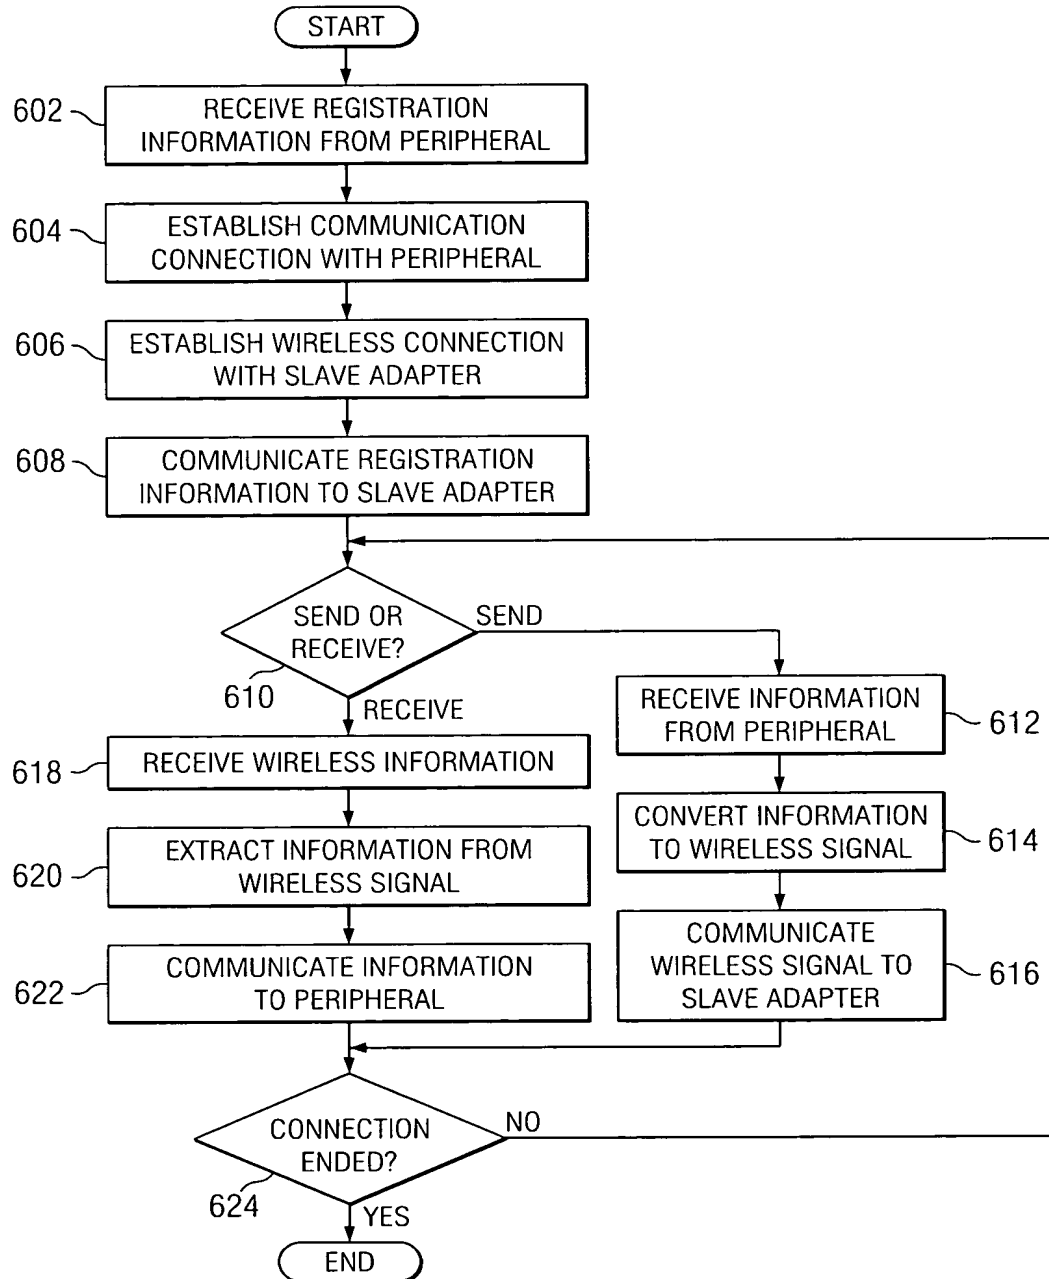 START
602
RECEIVE REGISTRATION
INFORMATION FROM PERIPHERAL
604
ESTABLISH COMMUNICATION
CONNECTION WITH PERIPHERAL
606
ESTABLISH WIRELESS CONNECTION
WITH SLAVE ADAPTER
608
COMMUNICATE REGISTRATION
INFORMATION TO SLAVE ADAPTER
SEND OR
RECEIVE?
610
SEND
RECEIVE
RECEIVE INFORMATION
FROM PERIPHERAL
612
CONVERT INFORMATION
TO WIRELESS SIGNAL
614
COMMUNICATE
WIRELESS SIGNAL TO
SLAVE ADAPTER
616
618
RECEIVE WIRELESS INFORMATION
620
EXTRACT INFORMATION FROM
WIRELESS SIGNAL
622
COMMUNICATE INFORMATION
TO PERIPHERAL
CONNECTION
ENDED?
624
NO
YES
END